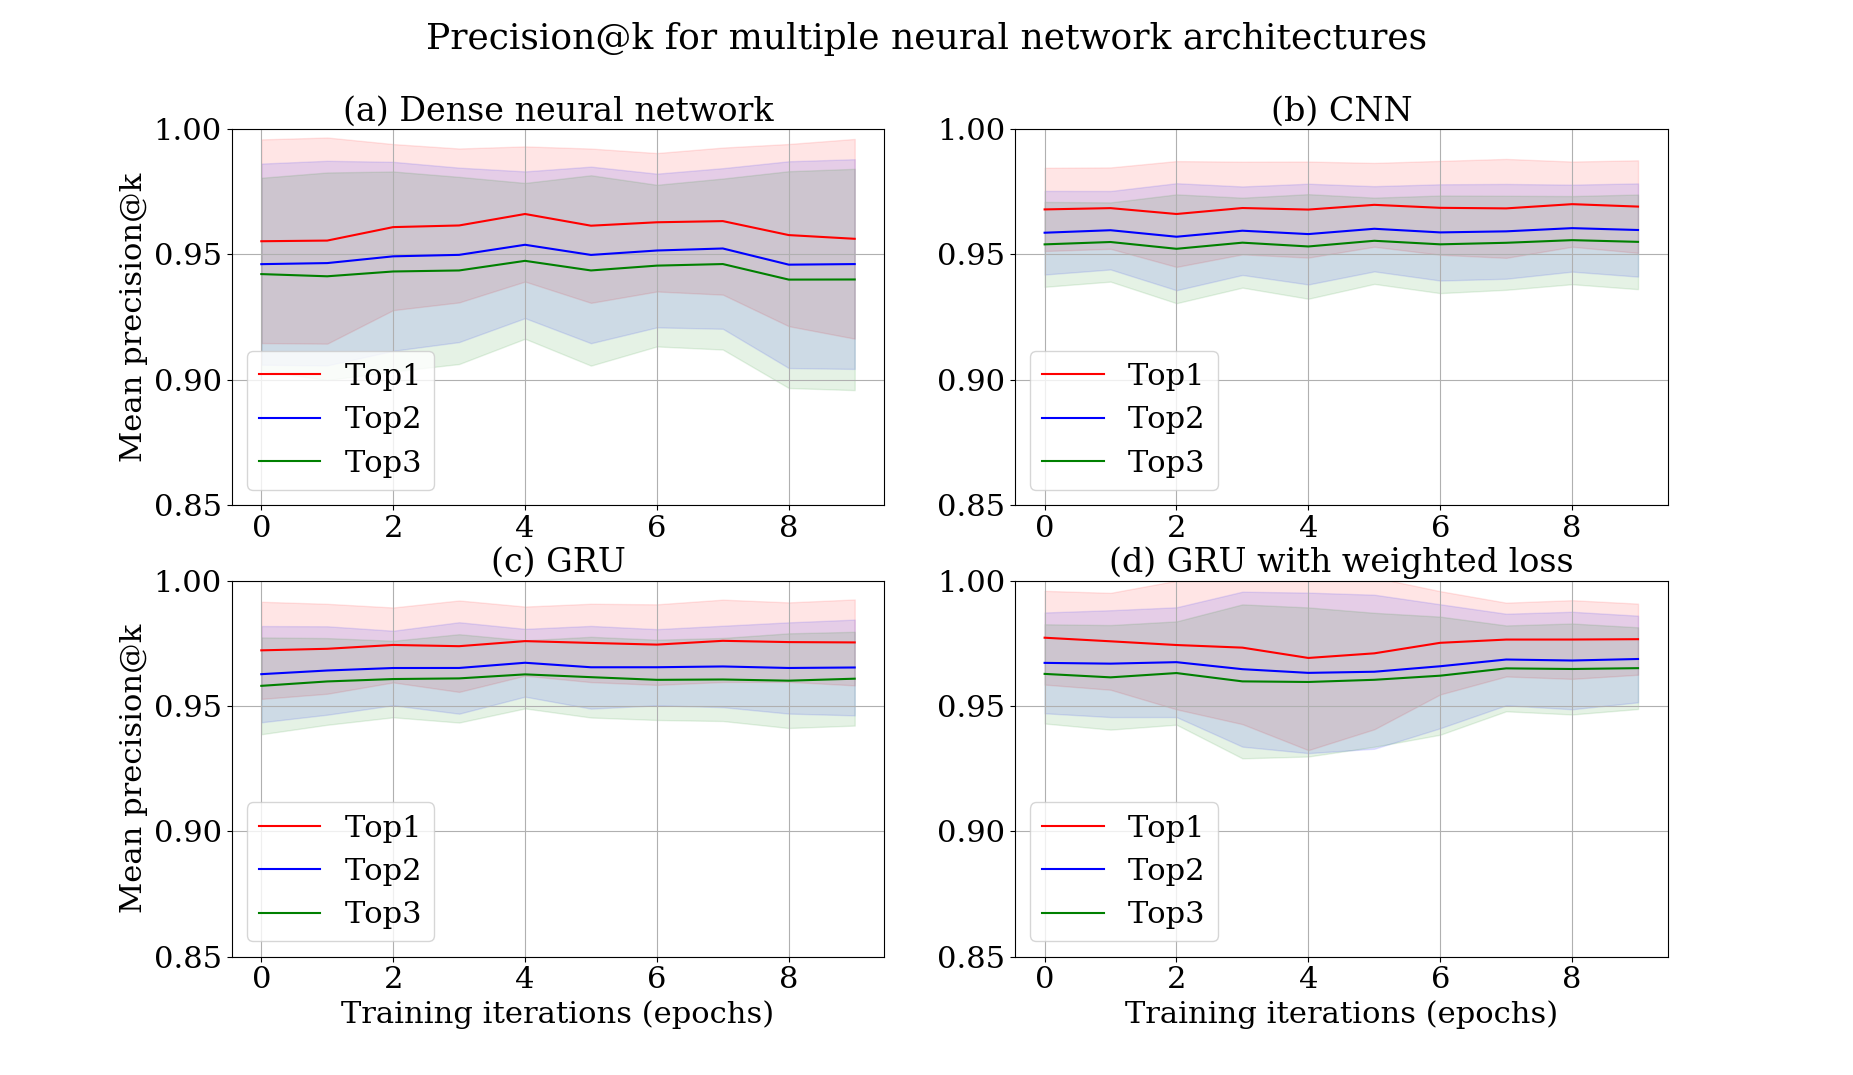 Precision@k for multiple neural network architectures
(a) Dense neural network
Mean precision@k
1.00
0.95
0.90
0.85
Top1
Top2
Top3
0 2 4 6 8
(b) CNN
1.00
0.95
0.90
0.85
Top1
Top2
Top3
0 2 4 6 8
(c) GRU
Mean precision@k
1.00
0.95
0.90
0.85
Top1
Top2
Top3
0 2 4 6 8
Training iterations (epochs)
(d) GRU with weighted loss
1.00
0.95
0.90
0.85
Top1
Top2
Top3
0 2 4 6 8
Training iterations (epochs)